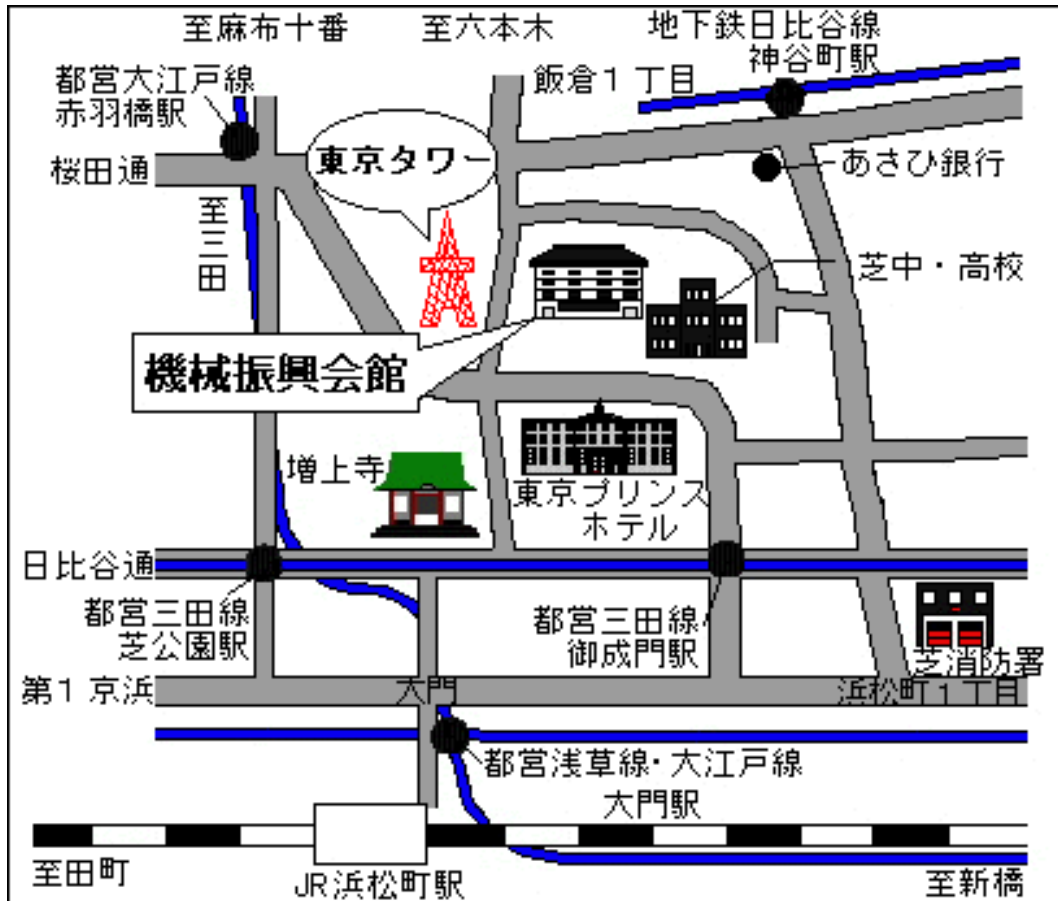 至麻布十番
至六本木
地下鉄日比谷線
神谷町駅
都営大江戸線
赤羽橋駅
飯倉1丁目
桜田通
東京タワー
あさひ銀行
至三田
芝中・高校
機械振興会館
増上寺
東京プリンス
ホテル
日比谷通
都営三田線
芝公園駅
都営三田線
御成門駅
芝消防署
第1京浜
大門
浜松町1丁目
都営浅草線・大江戸線
大門駅
至田町
JR浜松町駅
至新橋